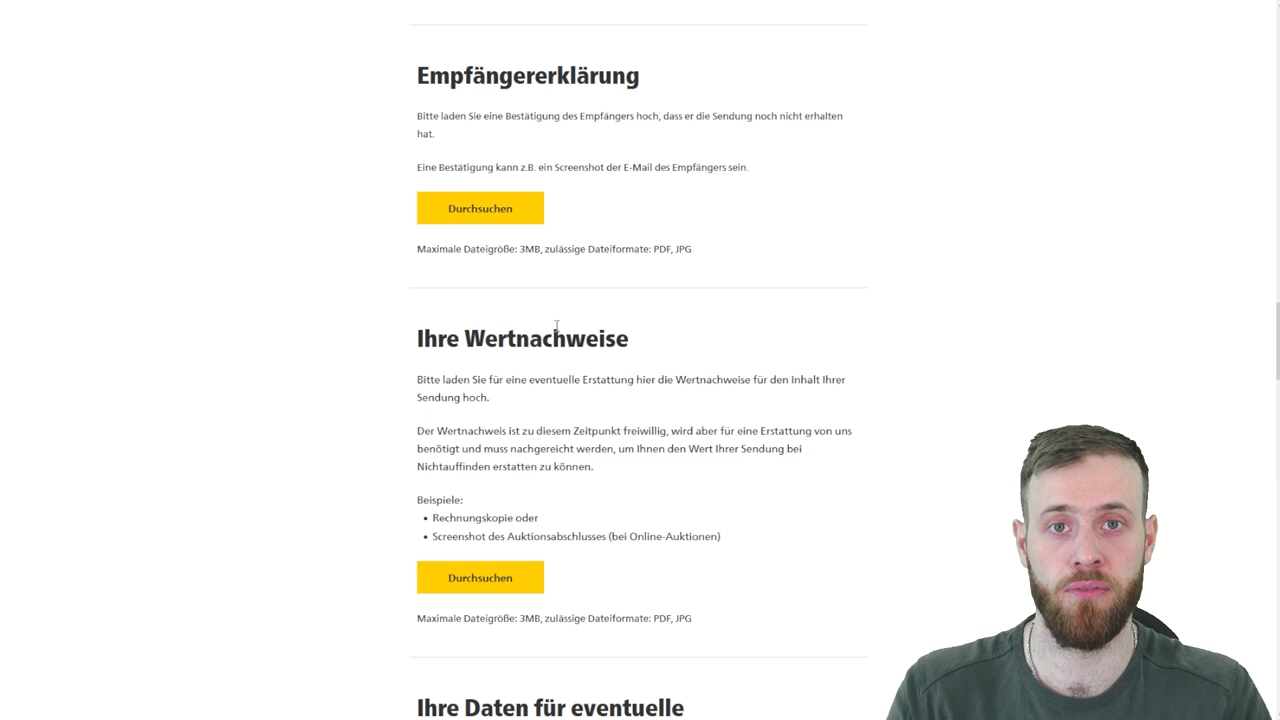 Empfängererklärung
Bitte laden Sie eine Bestätigung des Empfängers hoch, dass er die Sendung noch nicht erhalten
hat.
Eine Bestätigung kann z.B. ein Screenshot der E-Mail des Empfängers sein.
Durchsuchen
Maximale Dateigröße: 3MB, zulässige Dateiformate: PDF, JPG
Ihre Wertnachweise
Bitte laden Sie für eine eventuelle Erstattung hier die Wertnachweise für den Inhalt Ihrer
Sendung hoch.
Der Wertnachweis ist zu diesem Zeitpunkt freiwillig, wird aber für eine Erstattung von uns
benötigt und muss nachgereicht werden, um Ihnen den Wert Ihrer Sendung bei
Nichtauffinden erstatten zu können.
Beispiele:
• Rechnungskopie oder
• Screenshot des Auktionsabschlusses (bei Online-Auktionen)
Durchsuchen
Maximale Dateigröße: 3MB, zulässige Dateiformate: PDF, JPG
Ihre Daten für eventuelle